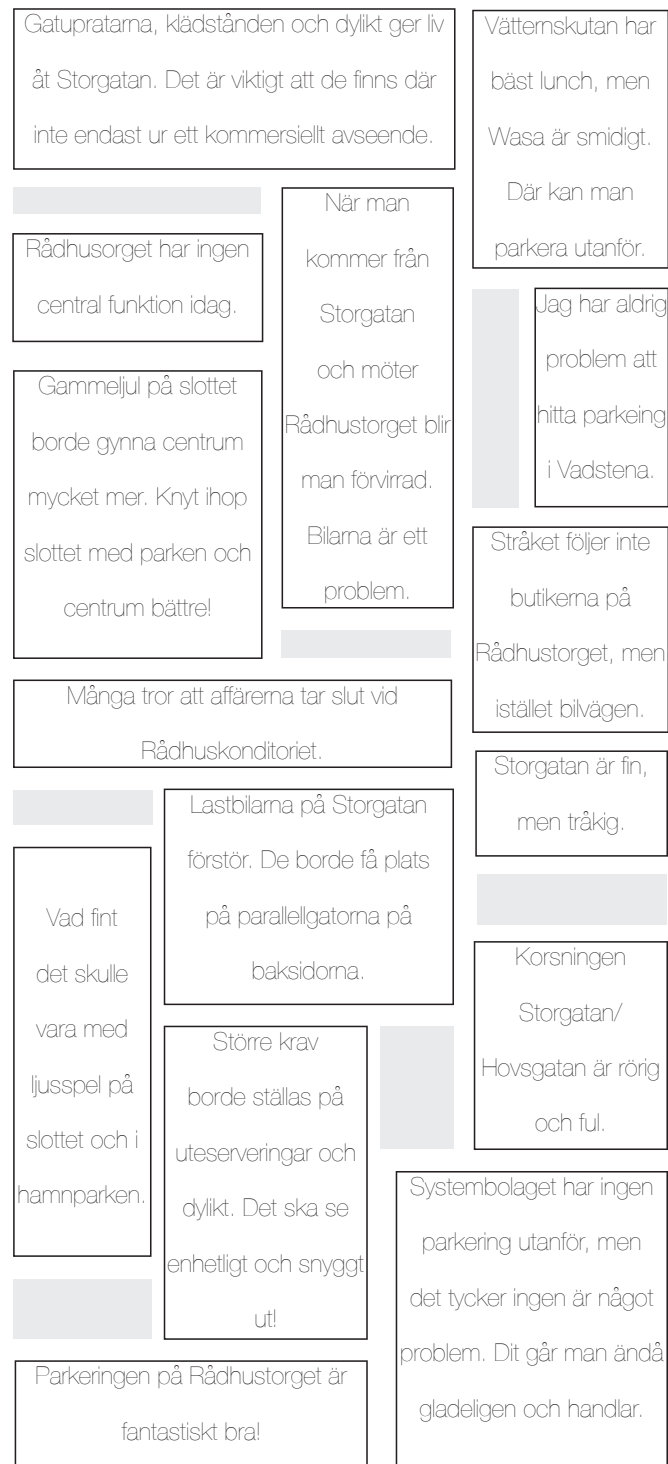 Gatupratarna, klädstånden och dylikt ger liv
åt Storgatan. Det är viktigt att de finns där
inte endast ur ett kommersiellt avseende.
Vätternskutan har
bäst lunch, men
Wasa är smidigt.
Där kan man
parkera utanför.
När man
kommer från
Storgatan
och möter
Rådhustorget blir
man förvirrad.
Bilarna är ett
problem.
Rådhusorget har ingen
central funktion idag.
Jag har aldrig
problem att
hitta parkeing
i Vadstena.
Gammeljul på slottet
borde gynna centrum
mycket mer. Knyt ihop
slottet med parken och
centrum bättre!
Stråket följer inte
butikerna på
Rådhustorget, men
istället bilvägen.
Många tror att affärerna tar slut vid
Rådhuskonditoriet.
Storgatan är fin,
men tråkig.
Lastbilarna på Storgatan
förstör. De borde få plats
på parallellgatorna på
baksidorna.
Vad fint
det skulle
vara med
ljusspel på
slottet och i
hamnparken.
Korsningen
Storgatan/
Hovsgatan är rörig
och ful.
Större krav
borde ställas på
uteserveringar och
dylikt. Det ska se
enhetligt och snyggt
ut!
Systembolaget har ingen
parkering utanför, men
det tycker ingen är något
problem. Dit går man ändå
gladeligen och handlar.
Parkeringen på Rådhustorget är
fantastiskt bra!